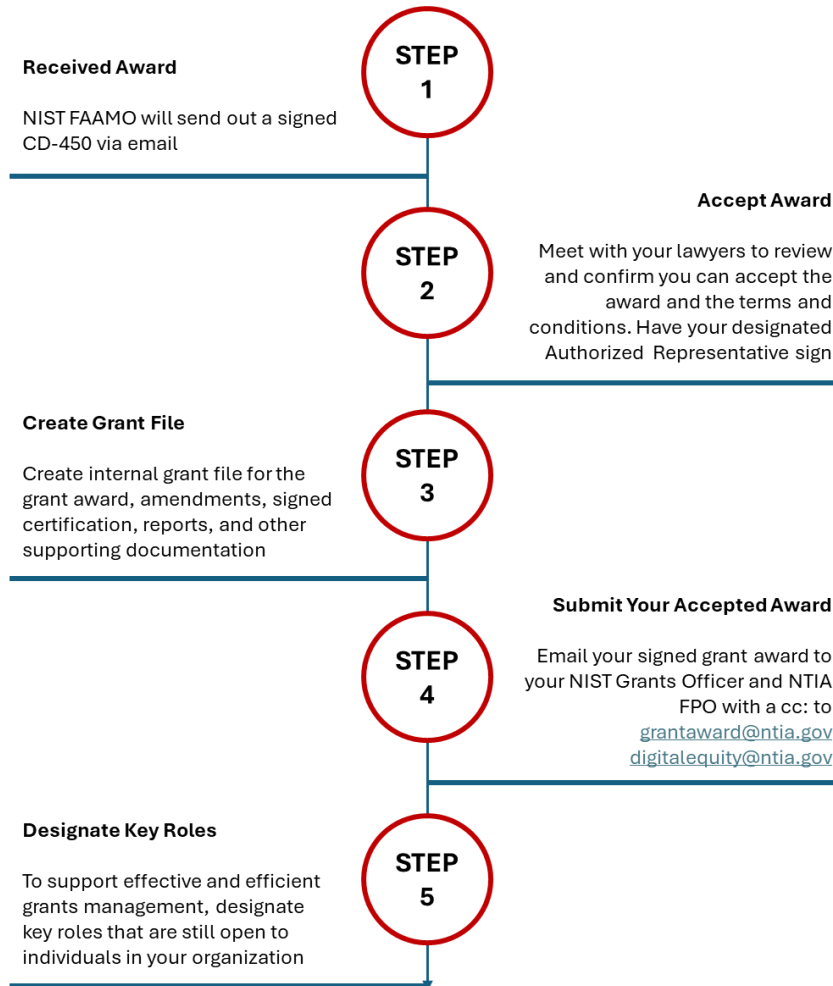 STEP
1
Received Award
NIST FAAMO will send out a signed
CD-450 via email
STEP
2
Accept Award
Meet with your lawyers to review
and confirm you can accept the
award and the terms and
conditions. Have your designated
Authorized Representative sign
STEP
3
Create Grant File
Create internal grant file for the
grant award, amendments, signed
certification, reports, and other
supporting documentation
STEP
4
Submit Your Accepted Award
Email your signed grant award to
your NIST Grants Officer and NTIA
FPO with a cc: to
grantaward@ntia.gov
digitalequity@ntia.gov
STEP
5
Designate Key Roles
To support effective and efficient
grants management, designate
key roles that are still open to
individuals in your organization